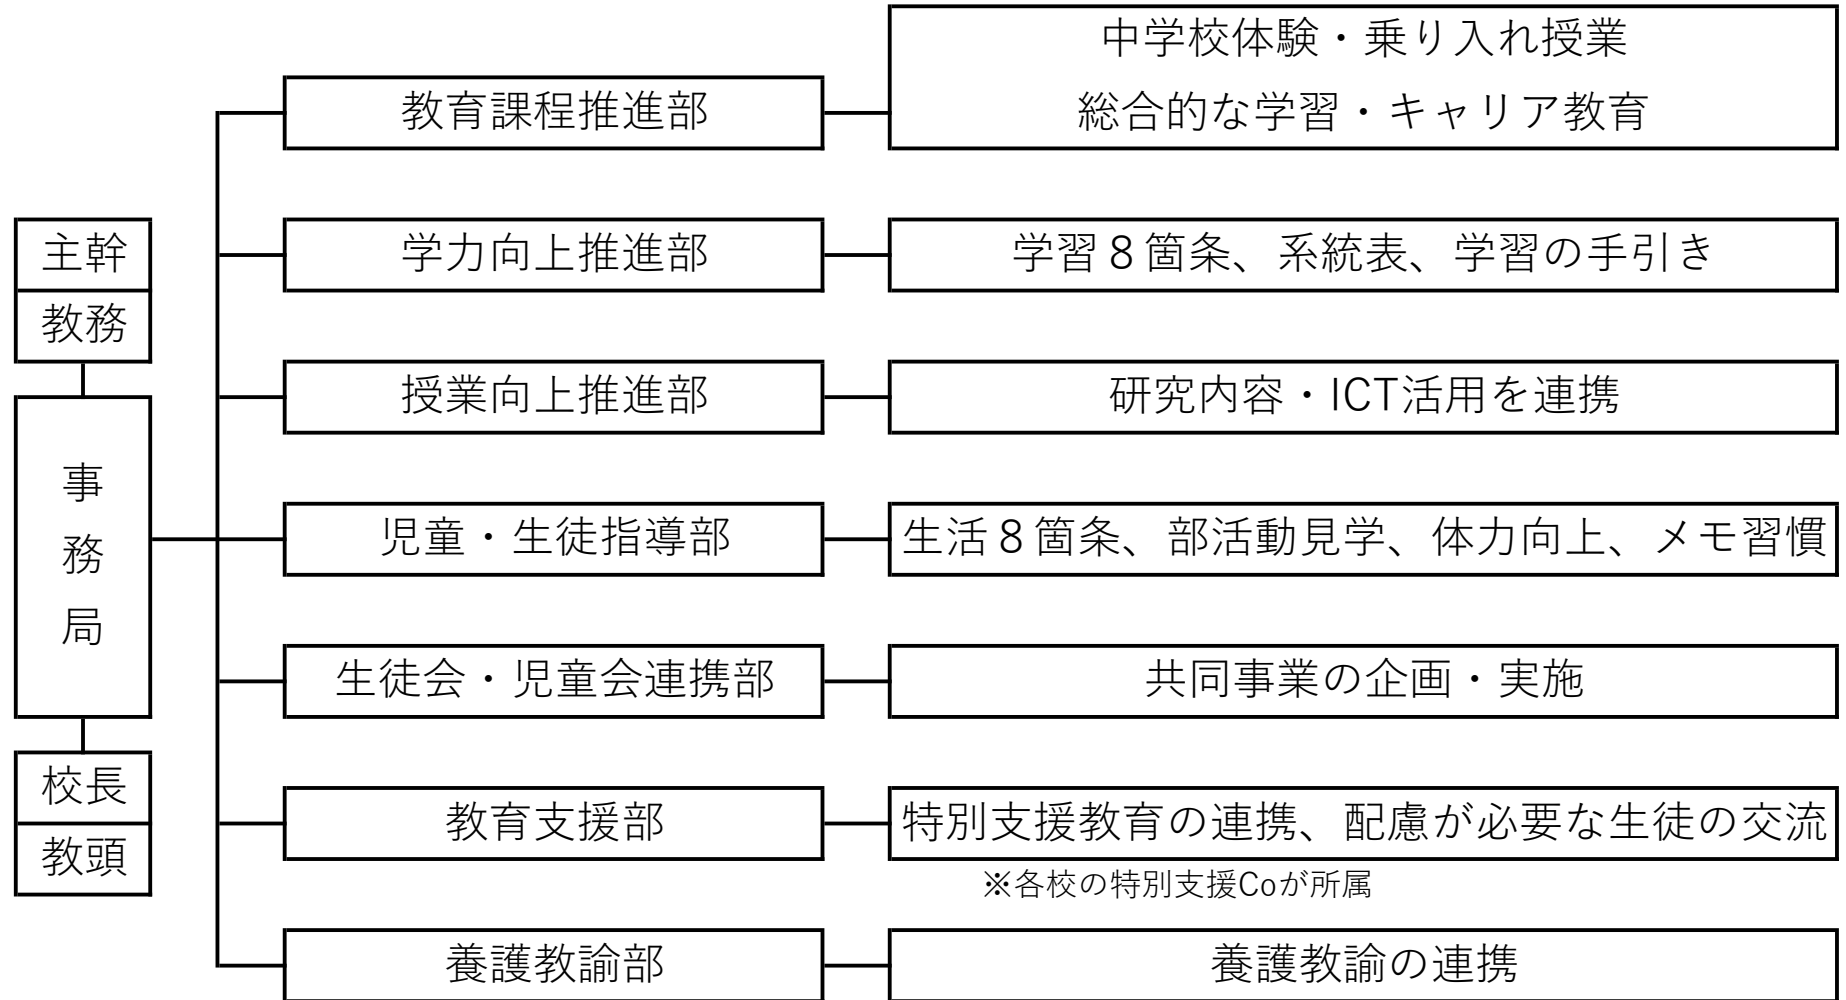 中学校体験・乗り入れ授業
総合的な学習・キャリア教育
教育課程推進部
主幹
教務
学力向上推進部
学習８箇条、系統表、学習の手引き
授業向上推進部
研究内容・ICT活用を連携
事
務
局
児童・生徒指導部
生活８箇条、部活動見学、体力向上、メモ習慣
生徒会・児童会連携部
共同事業の企画・実施
校長
教頭
教育支援部
特別支援教育の連携、配慮が必要な生徒の交流
※各校の特別支援Coが所属
養護教諭部
養護教諭の連携